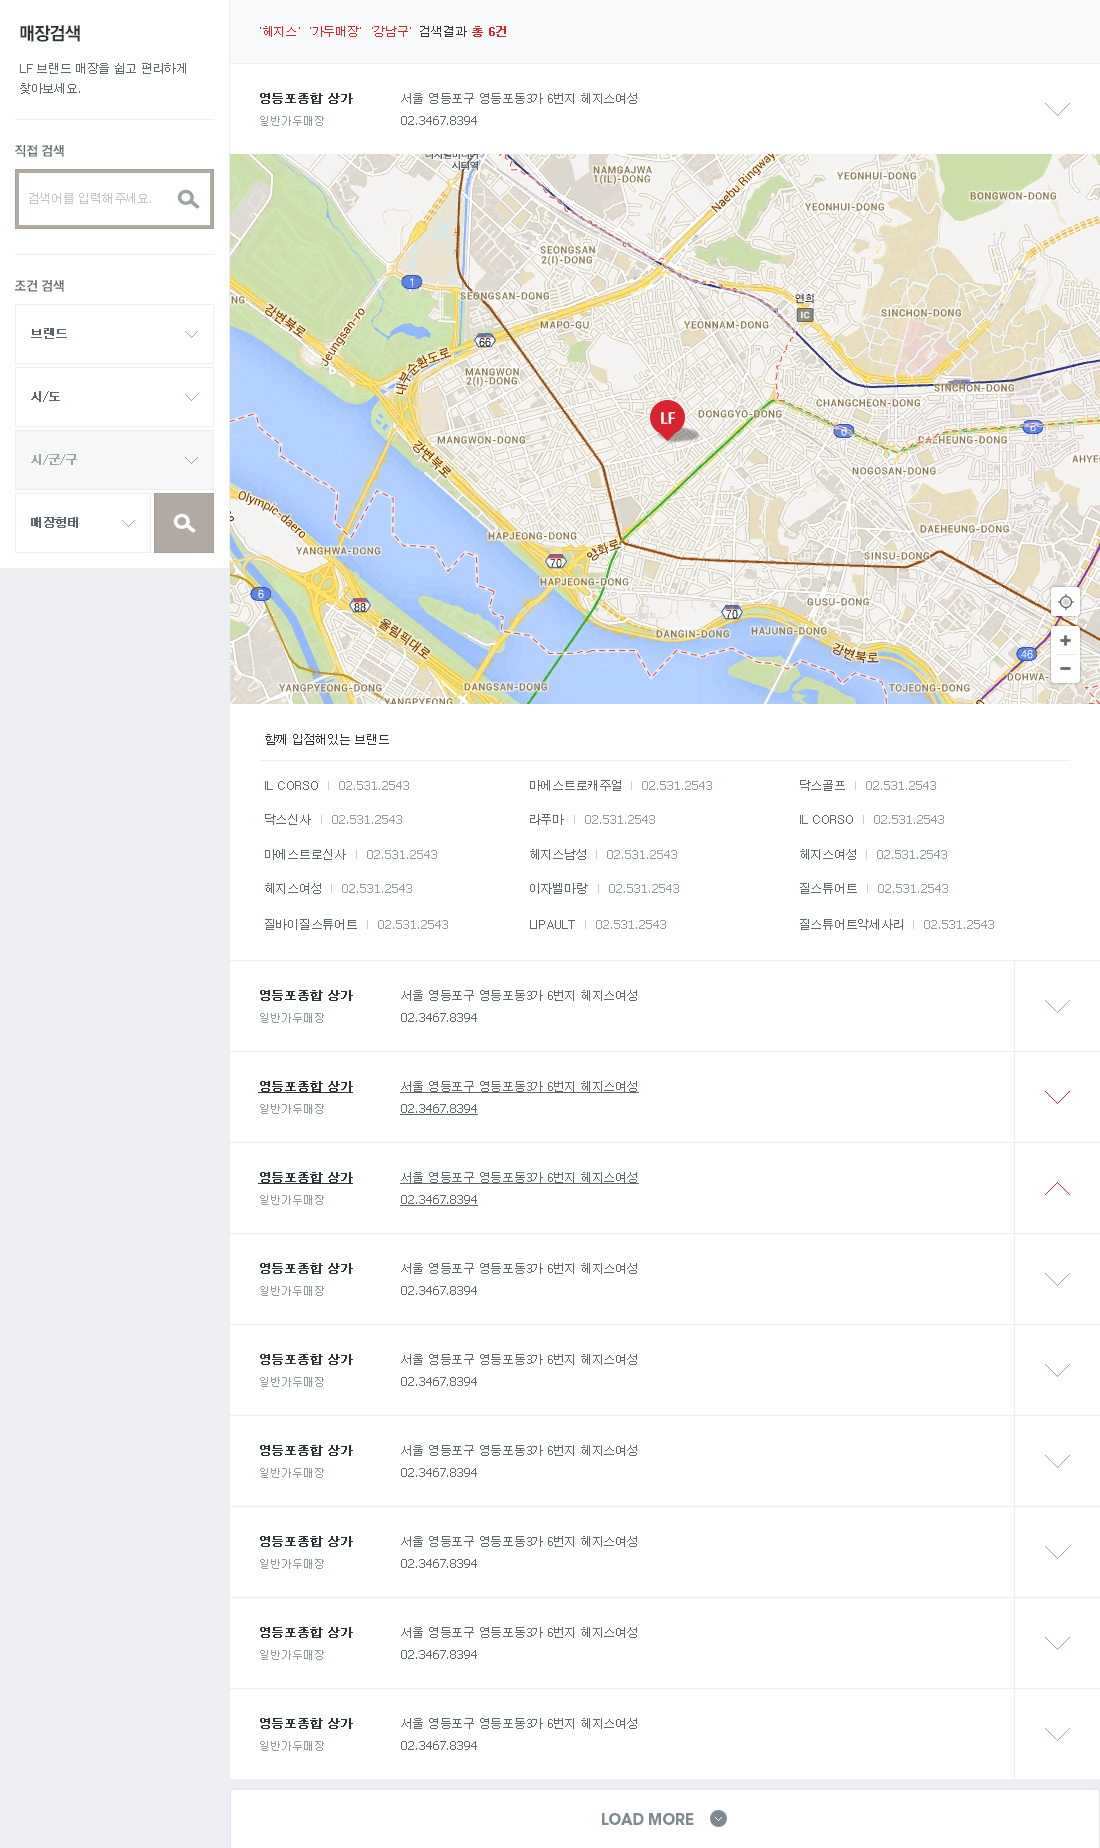 매장검색
LF 브랜드 매장을 쉽고 편리하게
찾아보세요.
직접 검색
검색어를 입력해주세요.
조건 검색
브랜드
시/도
시/군/구
매장형태
'헤지스' '가두매장' '강남구' 검색결과 총 6건
영등포종합 상가
서울 영등포구 영등포동3가 6번지 헤지스여성
일반가두매장
02.3467.8394
시티역
NAMGAJWA
1(IL)-DONG
Naebu Ringway
YEONHUI-DONG
BONGWON-DONG
YEONHUI-DONG
SEONGSAN
2(I)-DONG
1
SEONGSAN-DONG
연희
IC
NG
강변북로
Jeungsan-ro
MAPO-GU
YEONNAM-DONG
SINCHON-DONG
66
내부순환도로
MANGWON
2(I)-DONG
SINCHON-DONG
CHANGCHEON-DONG
LF
DONGGYO-DONG
6
6
MANGWON-DONG
강변북로
DAEHEUNG-DONG
AHYE
NOGOSAN-DONG
Olympic-daero
DAEHEUNG-DONG
HAPJEONG-DONG
양화로
YANGHWA-DONG
SINSU-DONG
70
HAPJEONG-DONG
6
88
70
GUSU-DONG
올림픽대로
DANGIN-DONG
HAJUNG-DONG
강변북로
46
DOHWA-
YANGPYEONG-DONG
DANGSAN-DONG
TOJEONG-DONG
YANGPYEONG
함께 입점해있는 브랜드
IL CORSO | 02.531.2543
마에스트로캐주얼 | 02.531.2543
닥스골프 | 02.531.2543
닥스신사 | 02.531.2543
라푸마 | 02.531.2543
IL CORSO | 02.531.2543
마에스트로신사 | 02.531.2543
헤지스남성 | 02.531.2543
헤지스여성 | 02.531.2543
헤지스여성 | 02.531.2543
이자벨마랑 | 02.531.2543
질스튜어트 | 02.531.2543
질바이질스튜어트 | 02.531.2543
LIPAULT | 02.531.2543
질스튜어트악세사리 | 02.531.2543
영등포종합 상가
서울 영등포구 영등포동3가 6번지 헤지스여성
일반가두매장
02.3467.8394
영등포종합 상가
서울 영등포구 영등포동3가 6번지 헤지스여성
일반가두매장
02.3467.8394
영등포종합 상가
서울 영등포구 영등포동3가 6번지 헤지스여성
일반가두매장
02.3467.8394
영등포종합 상가
서울 영등포구 영등포동3가 6번지 헤지스여성
일반가두매장
02.3467.8394
영등포종합 상가
서울 영등포구 영등포동3가 6번지 헤지스여성
일반가두매장
02.3467.8394
영등포종합 상가
서울 영등포구 영등포동3가 6번지 헤지스여성
일반가두매장
02.3467.8394
영등포종합 상가
서울 영등포구 영등포동3가 6번지 헤지스여성
일반가두매장
02.3467.8394
영등포종합 상가
서울 영등포구 영등포동3가 6번지 헤지스여성
일반가두매장
02.3467.8394
영등포종합 상가
서울 영등포구 영등포동3가 6번지 헤지스여성
일반가두매장
02.3467.8394
LOAD MORE